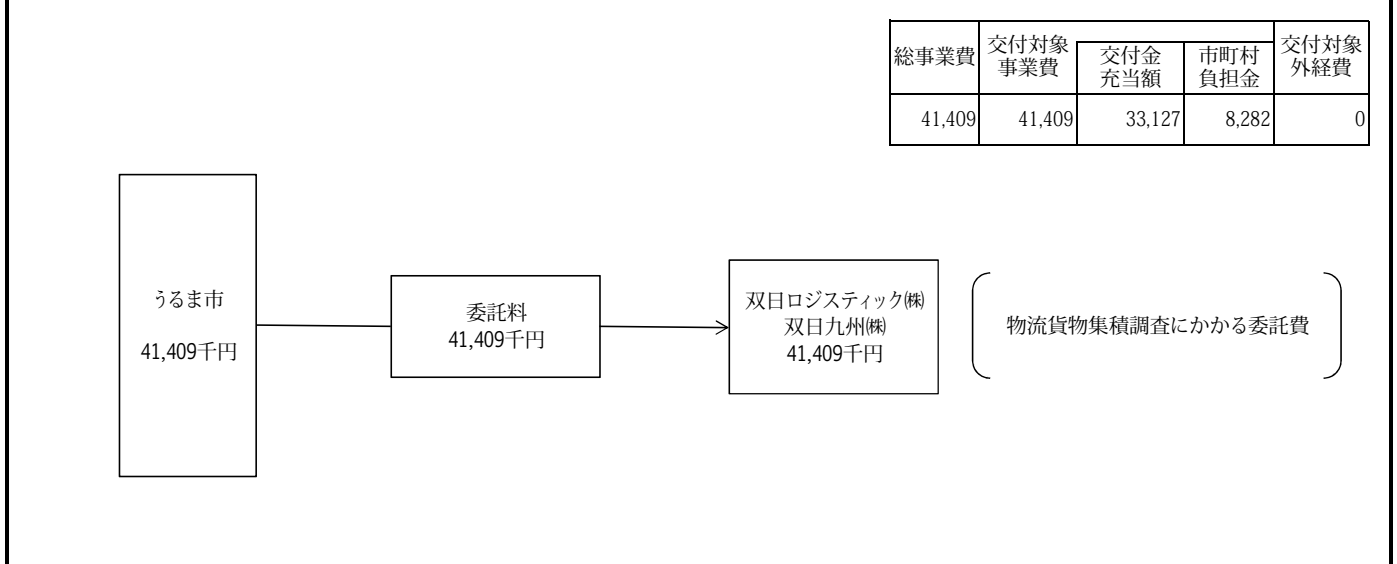 総事業費 交付対象事業費 交付金充当額 市町村負担金 交付対象外経費
41,409 41,409 33,127 8,282 0
うるま市
41,409千円
委託料
41,409千円
双日ロジスティック㈱
双日九州㈱
41,409千円
物流貨物集積調査にかかる委託費